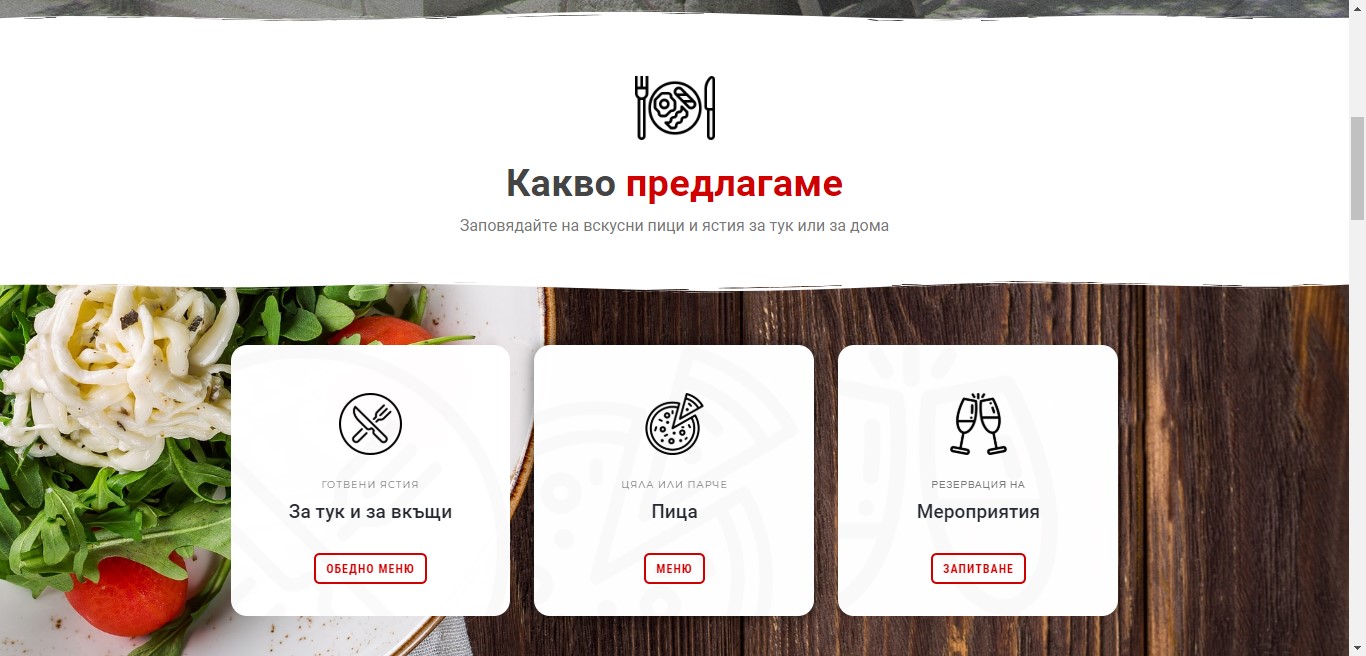 Какво предлагаме
Заповядайте на вскусни пици и ястия за тук или за дома
ГОТВЕНИ ЯСТИЯ
За тук и за вкъщи
ОБЕДНО МЕНЮ
ЦЯЛА ИЛИ ПАРЧЕ
Пица
МЕНЮ
РЕЗЕРВАЦИЯ НА
Мероприятия
ЗАПИТВАНЕ